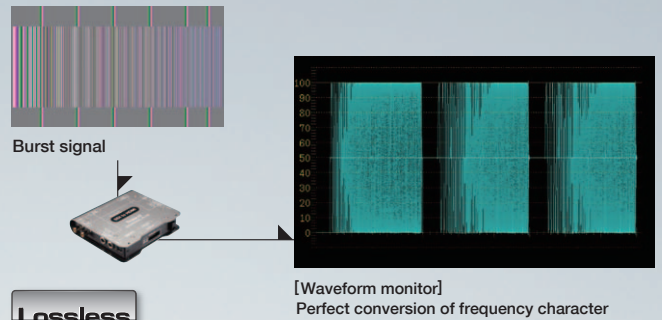 Burst signal
100
90
80
70
60
50
40
30
20
10
0
[Waveform monitor]
Perfect conversion of frequency character
Lossless